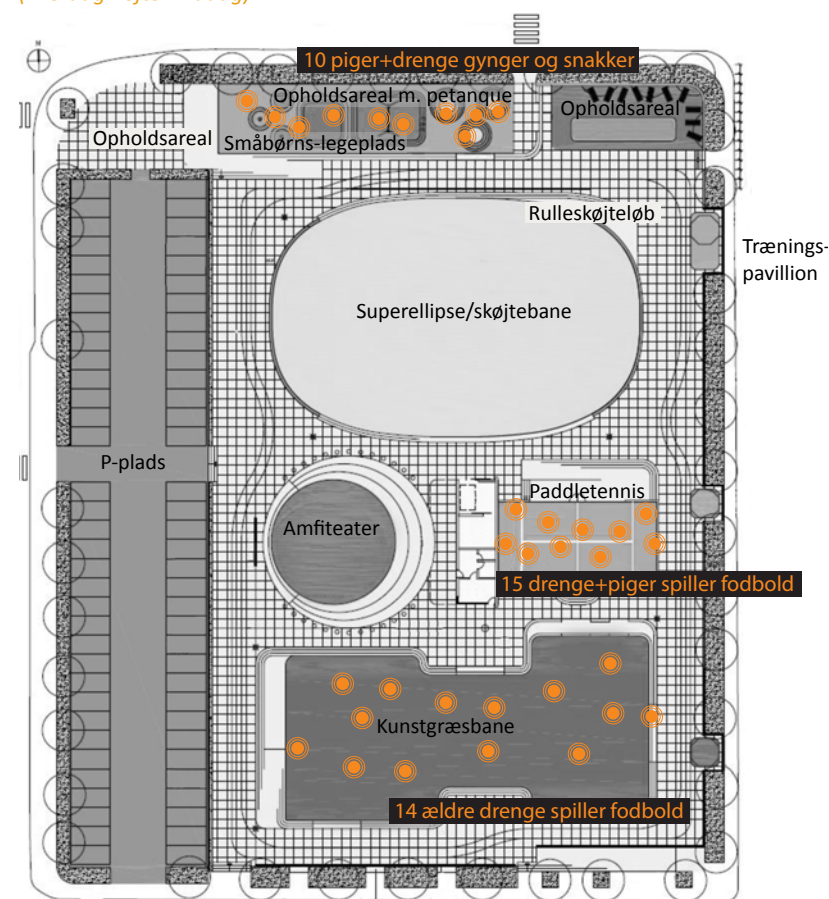 10 piger+drenge gynger og snakker
Opholdsareal m. petanque
Opholdsareal
Opholdsareal
Småbørns-legeplads
Rulleskøjteløb
Trænings-
pavillion
Superellipse/skøjtebane
P-plads
Paddletennis
Amfiteater
15 drenge+piger spiller fodbold
Kunstgræsbane
14 ældre drenge spiller fodbold